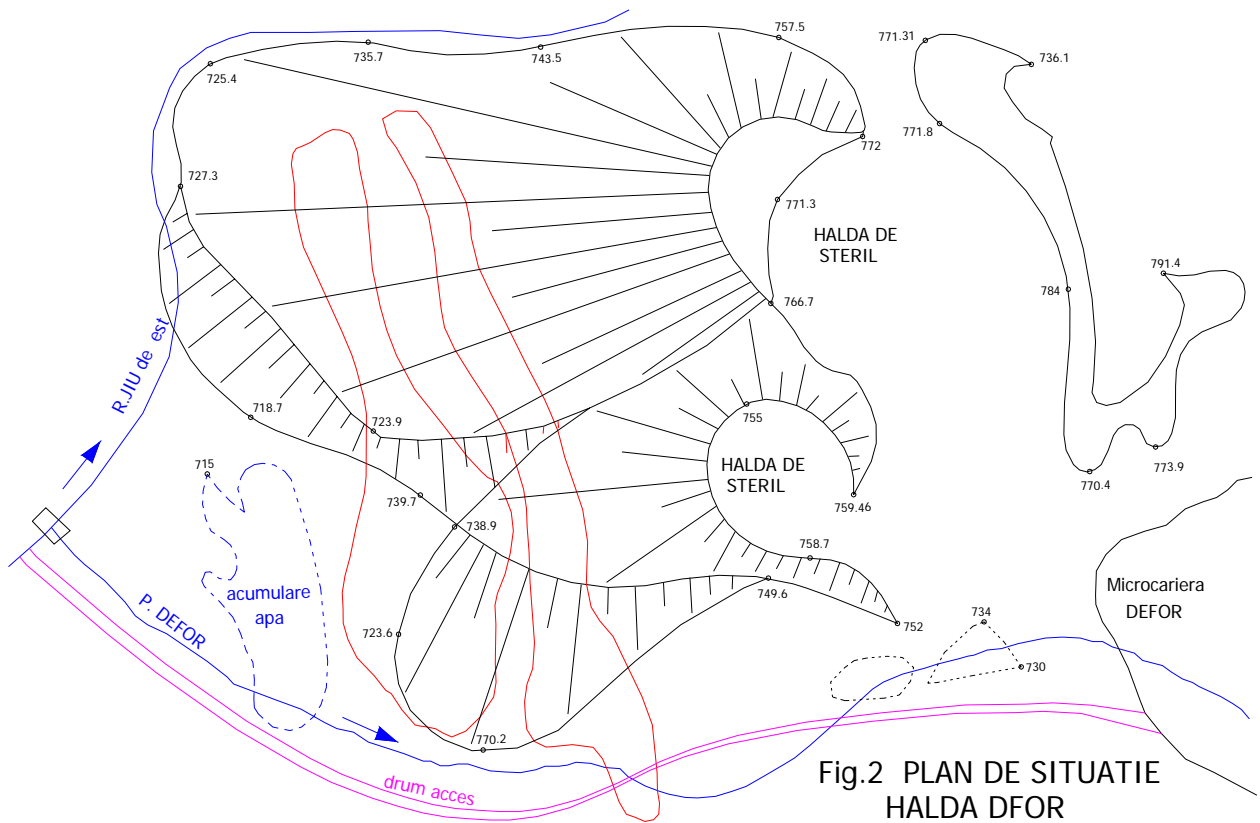 757.5
771.31
735.7
743.5
736.1
725.4
771.8
772
727.3
771.3
HALDA DE
STERIL
791.4
784
766.7
R.JIU de est
755
718.7
723.9
HALDA DE
STERIL
773.9
715
770.4
739.7
759.46
738.9
758.7
749.6
Microcariera
DEFOR
acumulare
apa
P. DEFOR
723.6
752
734
730
770.2
drum acces
Fig.2 PLAN DE SITUATIE
HALDA DFOR